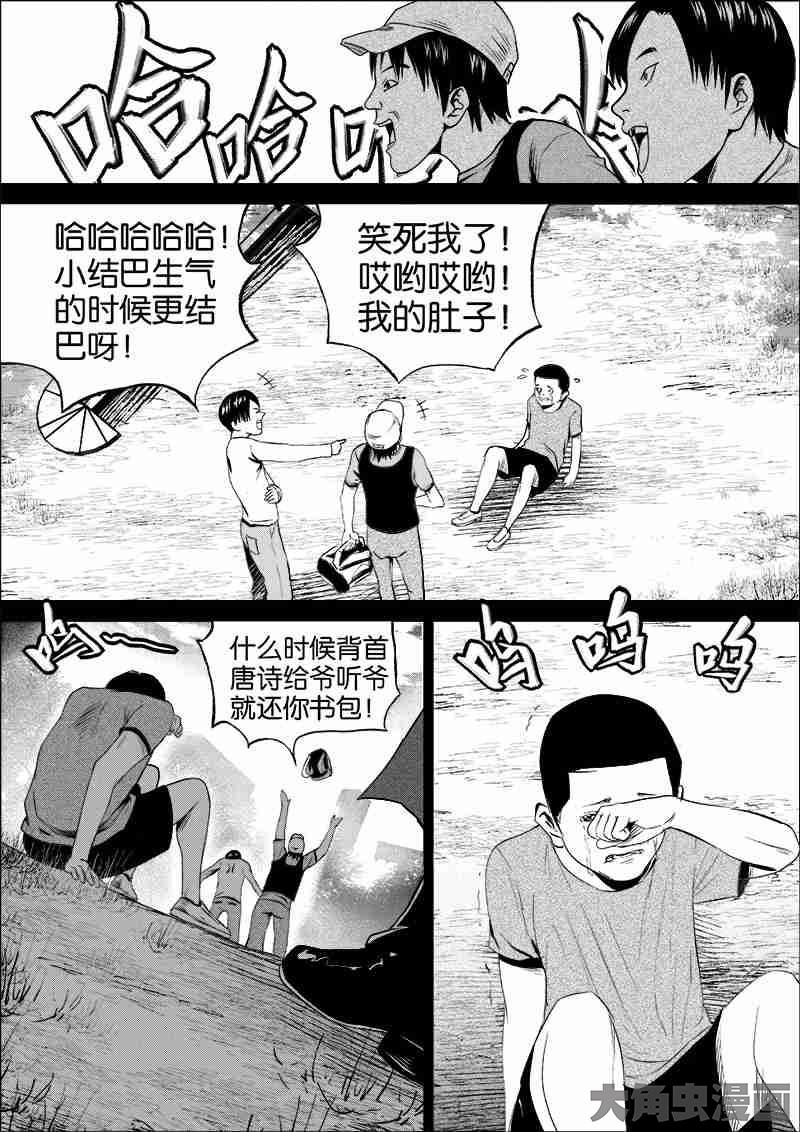 哈哈哈哈
哈哈哈哈哈！
小结巴生气
的时候更结
巴呀！
笑死我了！
哎哟哎哟！
我的肚子！
呜～
什么时候背首
唐诗给爷听爷
就还你书包！
呜呜呜
大角虫漫画